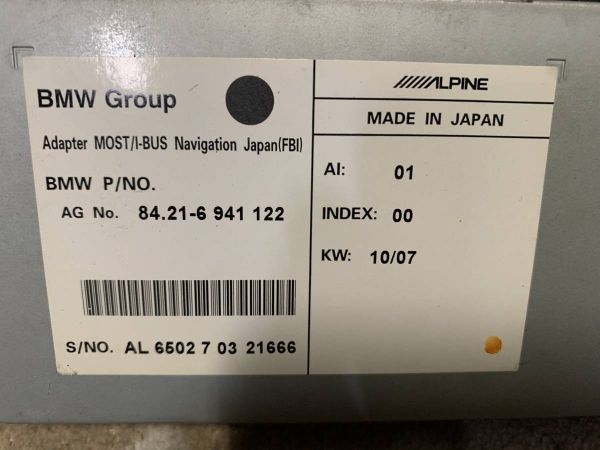 BMW Group
Adapter MOST/I-BUS Navigation Japan(FBI)
BMW P/NO.
AG No. 84.21-6 941 122
S/NO. AL 6502 7 03 21666
ALPINE
MADE IN JAPAN
AI: 01
INDEX: 00
KW: 10/07